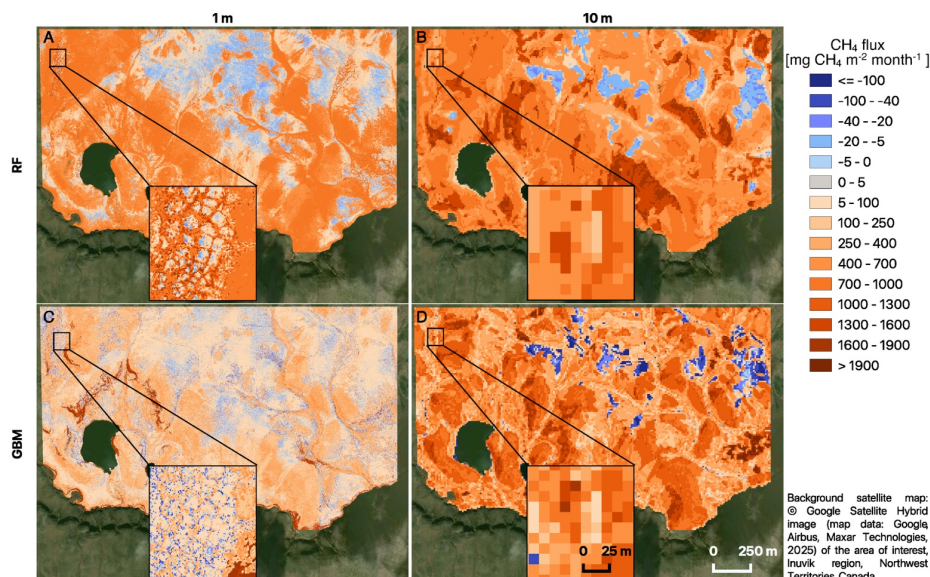 1 m
10 m
A
B
RF
C
D
GBM
CH₄ flux
[mg CH₄ m⁻² month⁻¹ ]
<= -100
-100 - -40
-40 - -20
-20 - -5
-5 - 0
0 - 5
5 - 100
100 - 250
250 - 400
400 - 700
700 - 1000
1000 - 1300
1300 - 1600
1600 - 1900
> 1900
0 25 m
0 250 m
Background satellite map:
© Google Satellite Hybrid
image (map data: Google,
Airbus, Maxar Technologies,
2025) of the area of interest,
Inuvik region, Northwest
Territories Canada